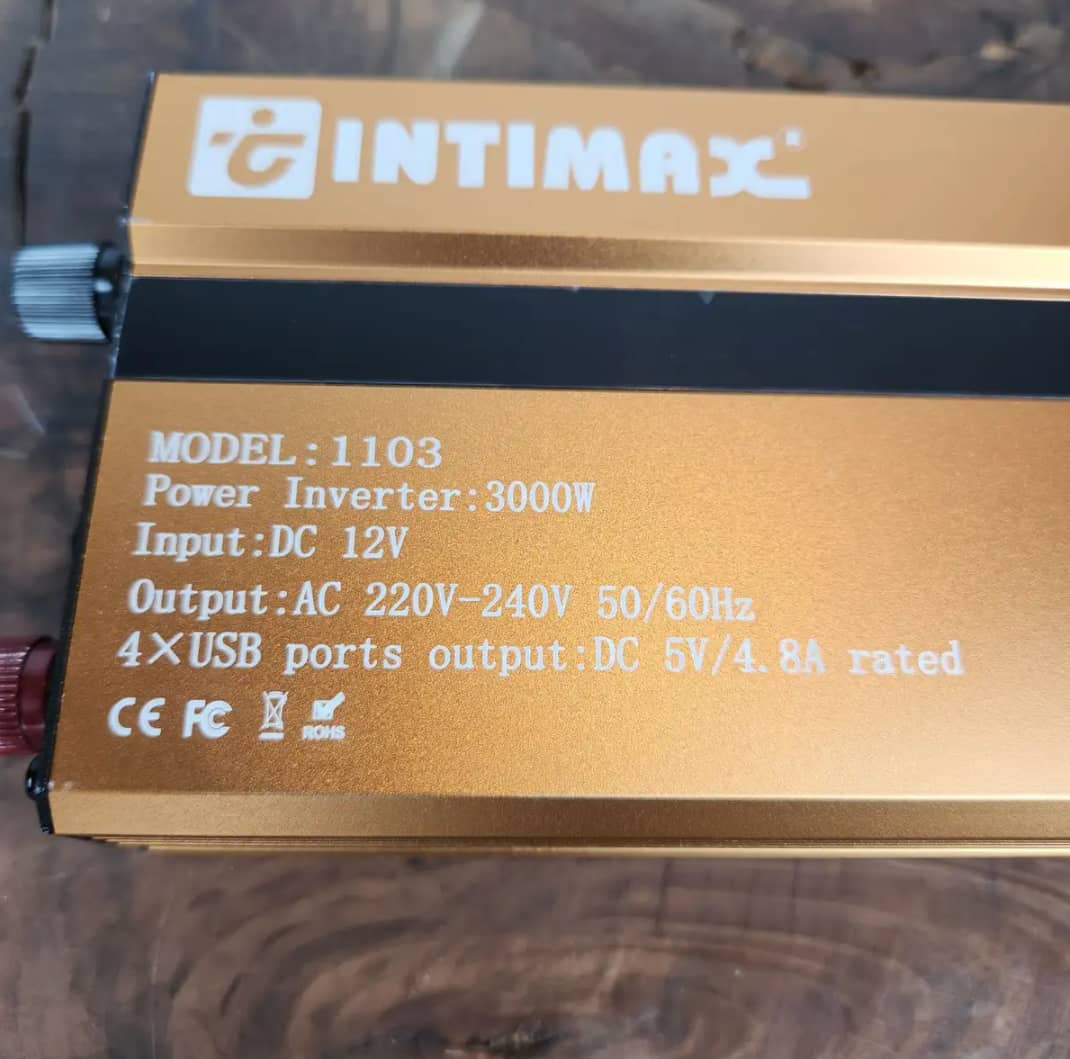 INTIMAX
MODEL:1103
Power Inverter:3000W
Input:DC 12V
Output:AC 220V-240V 50/60Hz
4×USB ports output:DC 5V/4.8A rated
CE FC ROHS